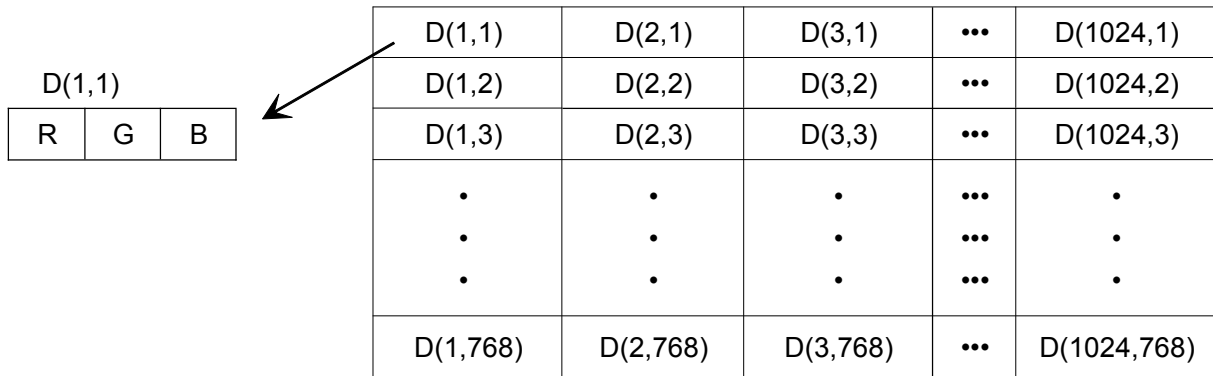 D(1,1) D(2,1) D(3,1) ••• D(1024,1)
D(1,1)
D(1,2) D(2,2) D(3,2) ••• D(1024,2)
R G B
D(1,3) D(2,3) D(3,3) ••• D(1024,3)
• • • ••• •
• • • ••• •
• • • ••• •
D(1,768) D(2,768) D(3,768) ••• D(1024,768)